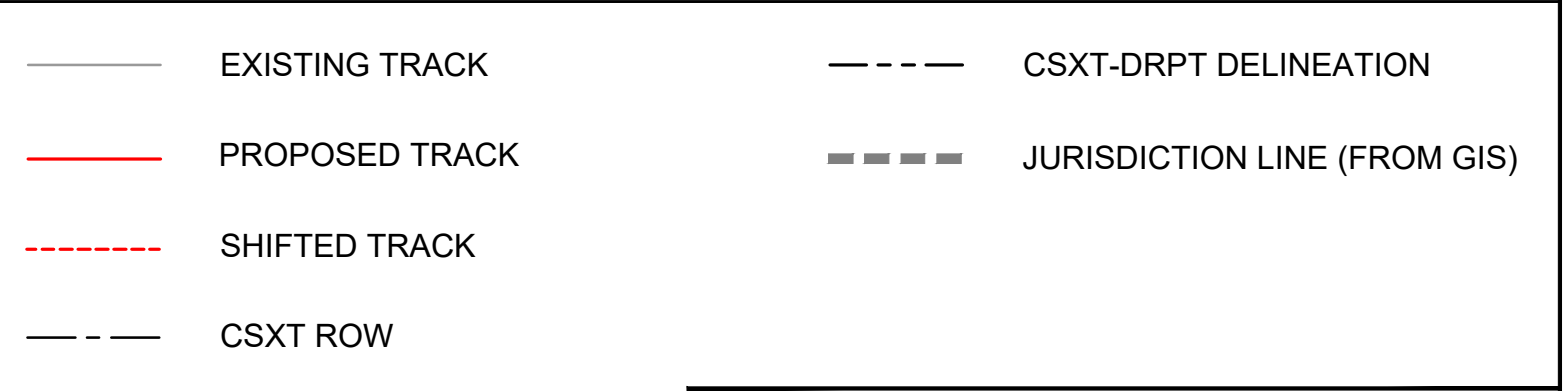 EXISTING TRACK
PROPOSED TRACK
SHIFTED TRACK
CSXT ROW
CSXT-DRPT DELINEATION
JURISDICTION LINE (FROM GIS)